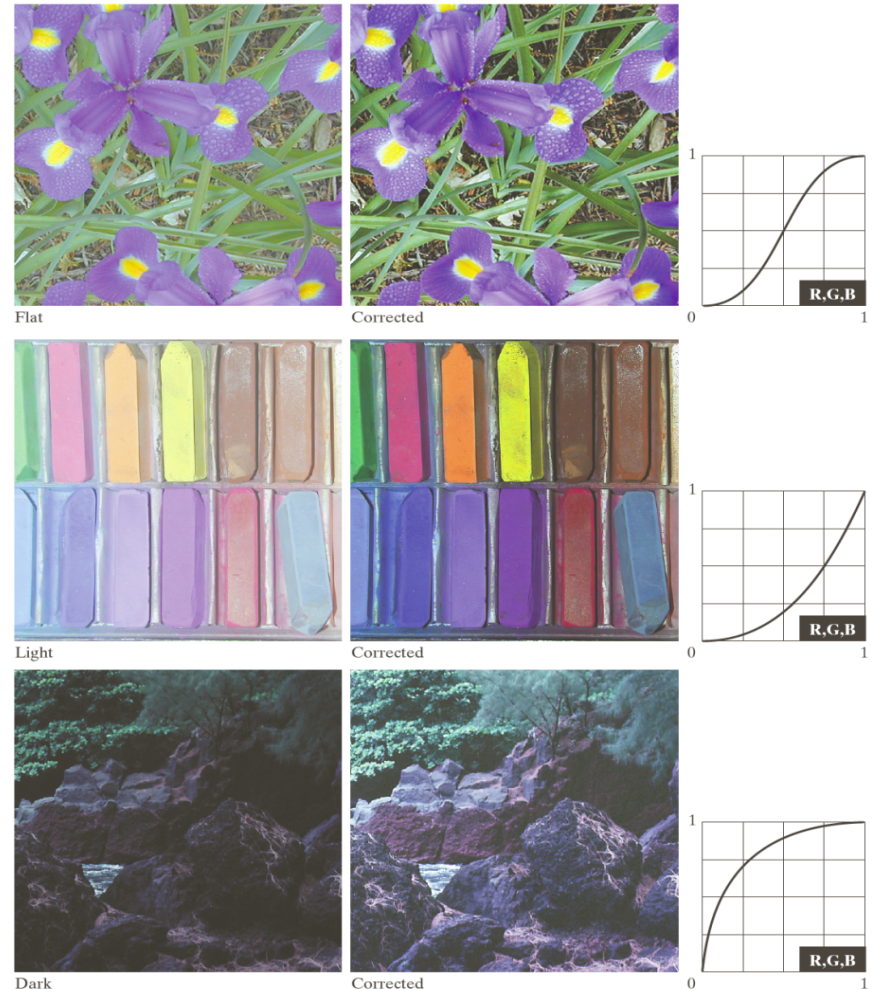 1
R,G,B
Flat
Corrected
0
1
1
R,G,B
Light
Corrected
0
1
1
R,G,B
Dark
Corrected
0
1